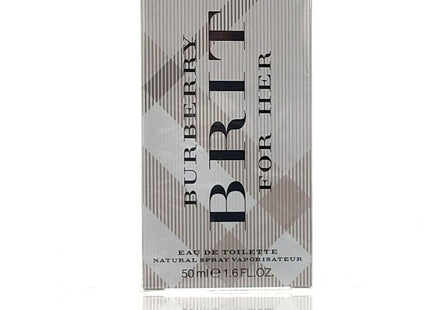 BURBERRY
BRIT
FOR HER
EAU DE TOILETTE
NATURAL SPRAY VAPORISATEUR
50 ml ℮ 1.6 FL.OZ.